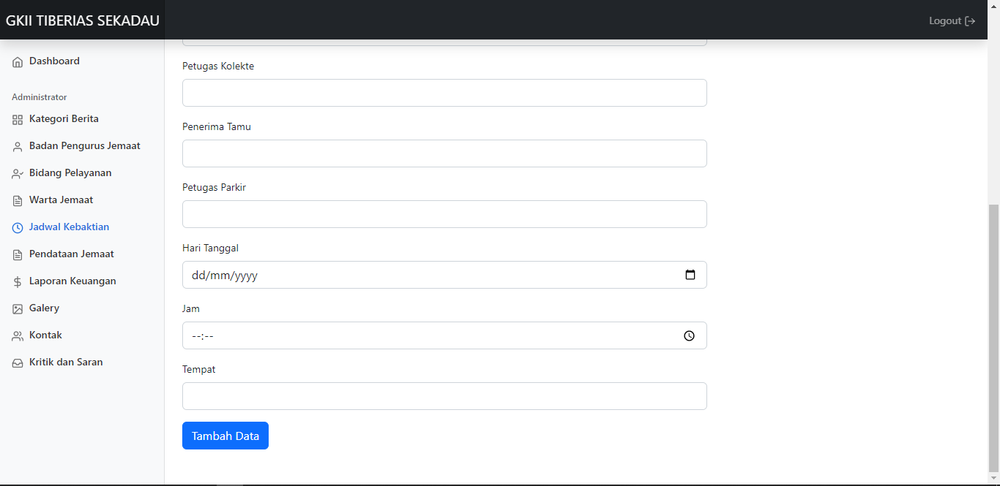 GKII TIBERIAS SEKADAU
Logout
Dashboard
Administrator
Kategori Berita
Badan Pengurus Jemaat
Bidang Pelayanan
Warta Jemaat
Jadwal Kebaktian
Pendataan Jemaat
Laporan Keuangan
Galery
Kontak
Kritik dan Saran
Petugas Kolekte
Penerima Tamu
Petugas Parkir
Hari Tanggal
dd/mm/yyyy
Jam
--:--
Tempat
Tambah Data